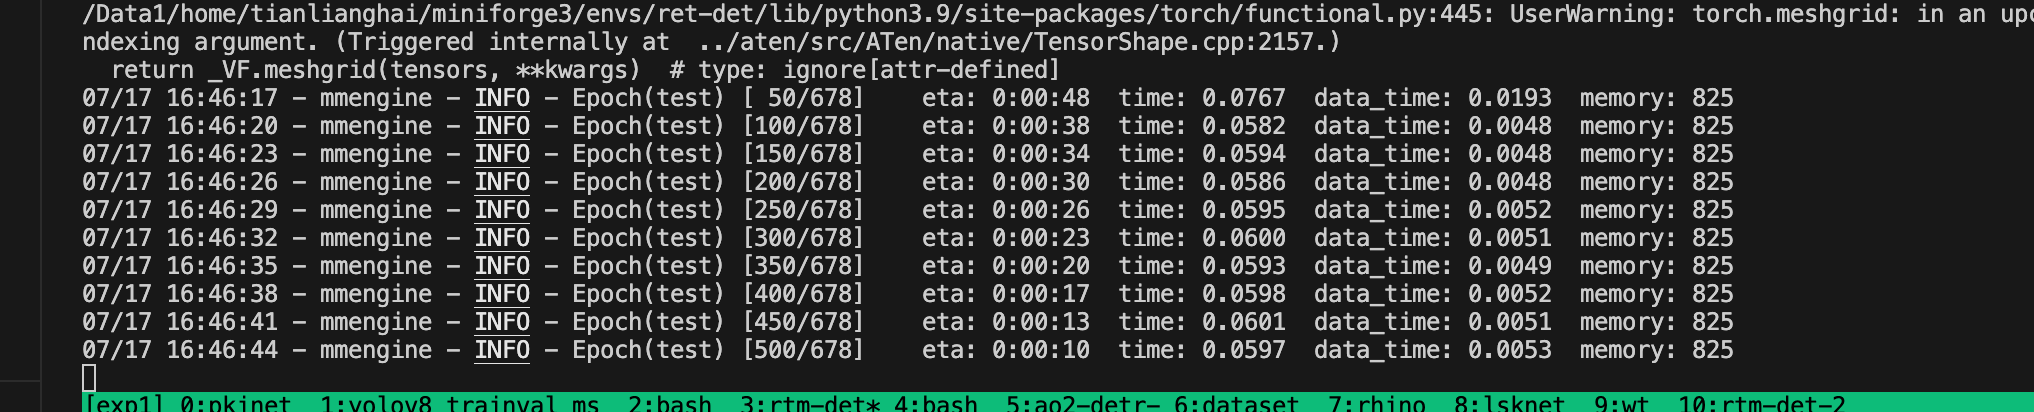 /Data1/home/tianlianghai/miniforge3/envs/ret-det/lib/python3.9/site-packages/torch/functional.py:445: UserWarning: torch.meshgrid: in an upc
ndexing argument. (Triggered internally at  ../aten/src/ATen/native/TensorShape.cpp:2157.)
  return _VF.meshgrid(tensors, **kwargs)  # type: ignore[attr-defined]
07/17 16:46:17 - mmengine - INFO - Epoch(test) [ 50/678]    eta: 0:00:48  time: 0.0767  data_time: 0.0193  memory: 825
07/17 16:46:20 - mmengine - INFO - Epoch(test) [100/678]    eta: 0:00:38  time: 0.0582  data_time: 0.0048  memory: 825
07/17 16:46:23 - mmengine - INFO - Epoch(test) [150/678]    eta: 0:00:34  time: 0.0594  data_time: 0.0048  memory: 825
07/17 16:46:26 - mmengine - INFO - Epoch(test) [200/678]    eta: 0:00:30  time: 0.0586  data_time: 0.0048  memory: 825
07/17 16:46:29 - mmengine - INFO - Epoch(test) [250/678]    eta: 0:00:26  time: 0.0595  data_time: 0.0052  memory: 825
07/17 16:46:32 - mmengine - INFO - Epoch(test) [300/678]    eta: 0:00:23  time: 0.0600  data_time: 0.0051  memory: 825
07/17 16:46:35 - mmengine - INFO - Epoch(test) [350/678]    eta: 0:00:20  time: 0.0593  data_time: 0.0049  memory: 825
07/17 16:46:38 - mmengine - INFO - Epoch(test) [400/678]    eta: 0:00:17  time: 0.0598  data_time: 0.0052  memory: 825
07/17 16:46:41 - mmengine - INFO - Epoch(test) [450/678]    eta: 0:00:13  time: 0.0601  data_time: 0.0051  memory: 825
07/17 16:46:44 - mmengine - INFO - Epoch(test) [500/678]    eta: 0:00:10  time: 0.0597  data_time: 0.0053  memory: 825
[exp1] 0:pkinet  1:yolov8_trainval_ms  2:bash  3:rtm-det* 4:bash  5:ao2-detr- 6:dataset  7:rhino  8:lsknet  9:wt  10:rtm-det-2